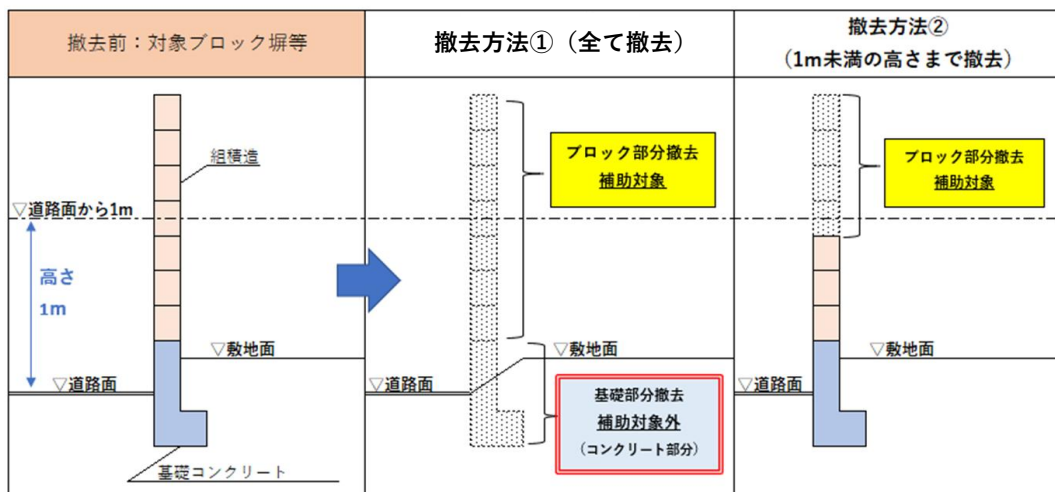 撤去前：対象ブロック塀等
組積造
▽道路面から1m
高さ
1m
▽敷地面
▽道路面
基礎コンクリート
撤去方法①（全て撤去）
ブロック部分撤去
補助対象
▽敷地面
▽道路面
基礎部分撤去
補助対象外
（コンクリート部分）
撤去方法②
（1m未満の高さまで撤去）
ブロック部分撤去
補助対象
▽敷地面
▽道路面